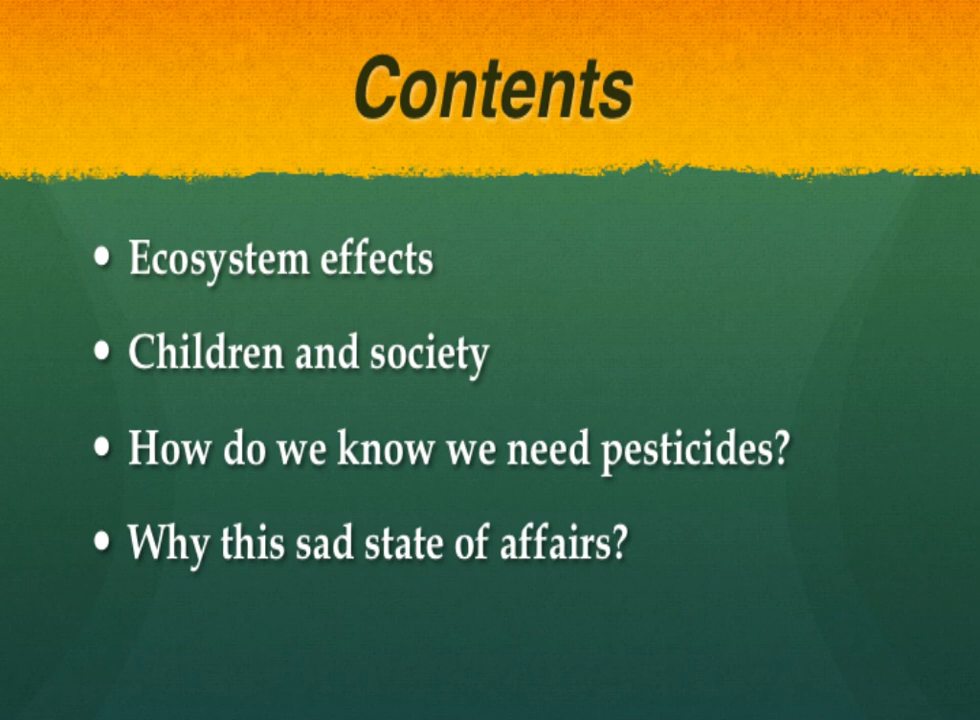 Contents
• Ecosystem effects
• Children and society
• How do we know we need pesticides?
• Why this sad state of affairs?